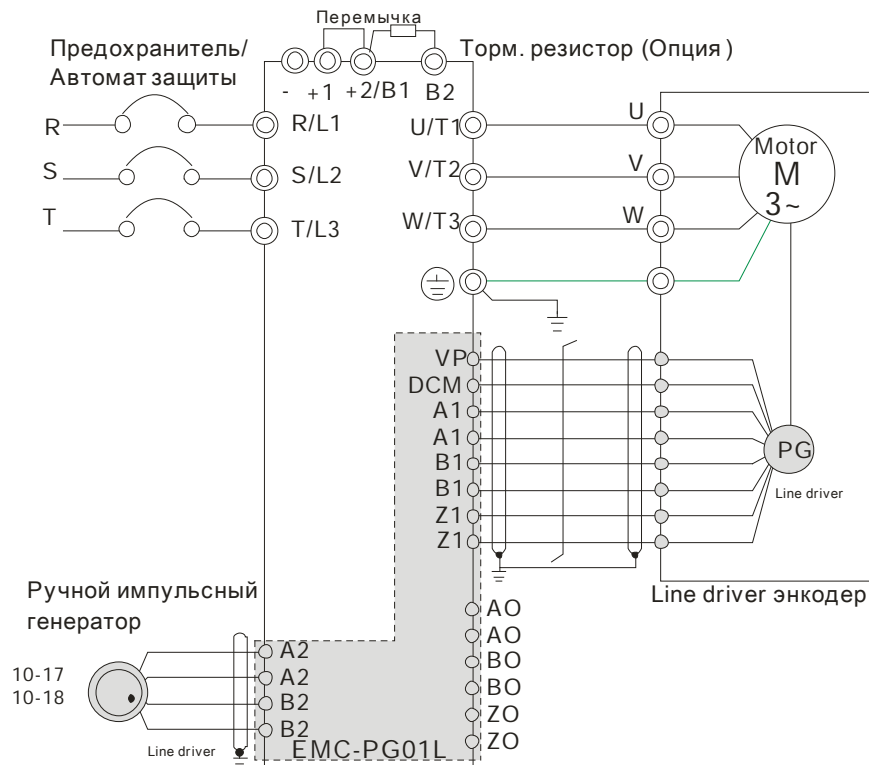 Перемычка
Предохранитель/
Автомат защиты
Торм. резистор (Опция)
- +1 +2/B1 B2
R R/L1 U/T1 U
S S/L2 V/T2 V
T T/L3 W/T3 W
Motor
M
3~
VP
DCM
A1
A1
B1
B1
Z1
Z1
PG
Line driver
Line driver энкодер
Ручной импульсный
генератор
10-17
10-18
Line driver
A2
A2
B2
B2
EMC-PG01L
AO
AO
BO
BO
ZO
ZO